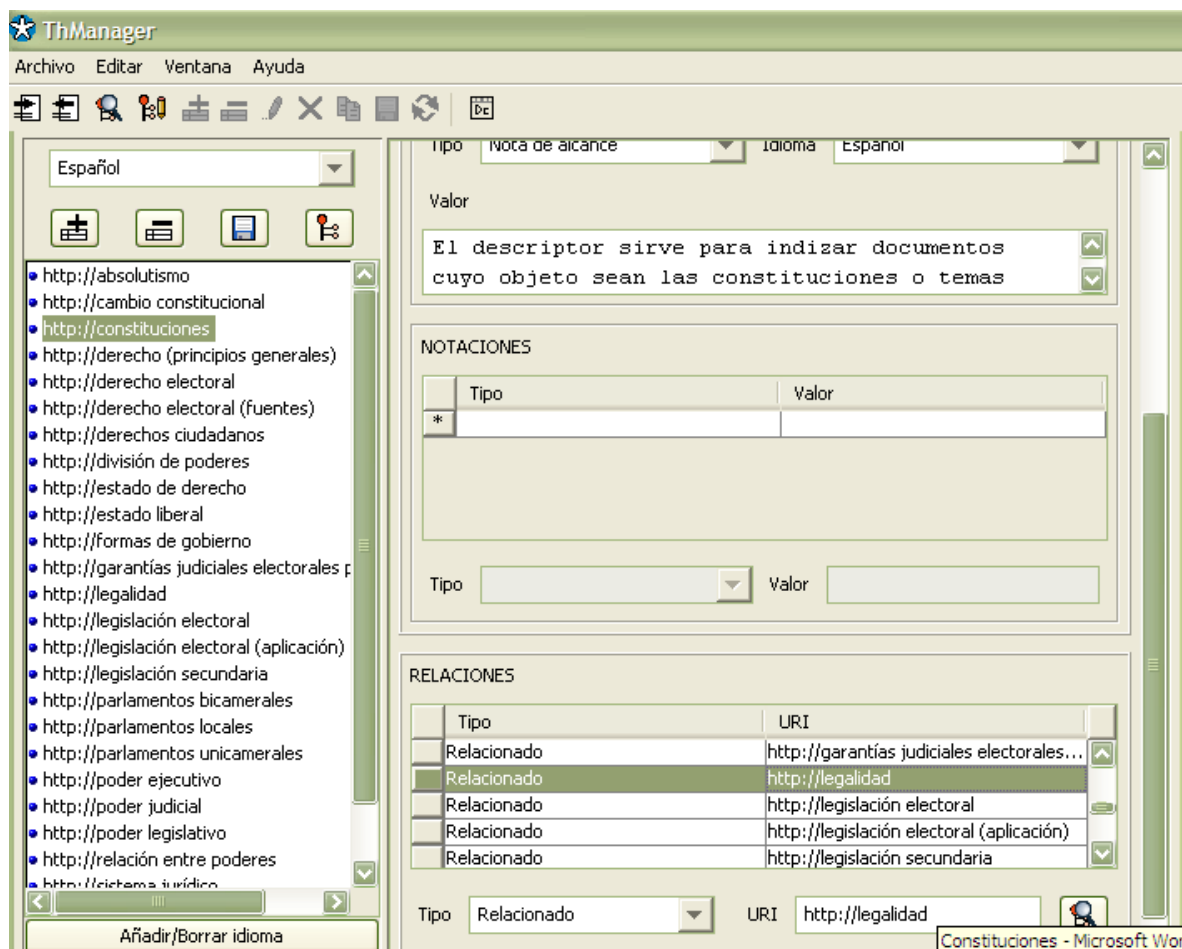 ThManager
Archivo Editar Ventana Ayuda
Español
http://absolutismo
http://cambio constitucional
http://constituciones
http://derecho (principios generales)
http://derecho electoral
http://derecho electoral (fuentes)
http://derechos ciudadanos
http://división de poderes
http://estado de derecho
http://estado liberal
http://formas de gobierno
http://garantías judiciales electorales p
http://legalidad
http://legislación electoral
http://legislación electoral (aplicación)
http://legislación secundaria
http://parlamentos bicamerales
http://parlamentos locales
http://parlamentos unicamerales
http://poder ejecutivo
http://poder judicial
http://poder legislativo
http://relación entre poderes
http://sistema jurídico
Añadir/Borrar idioma
Tipo Nota de alcance Idioma Español
Valor
El descriptor sirve para indizar documentos
cuyo objeto sean las constituciones o temas
NOTACIONES
Tipo Valor
*
Tipo Valor
RELACIONES
Tipo URI
Relacionado http://garantías judiciales electorales...
Relacionado http://legalidad
Relacionado http://legislación electoral
Relacionado http://legislación electoral (aplicación)
Relacionado http://legislación secundaria
Tipo Relacionado URI http://legalidad
Constituciones - Microsoft Wor